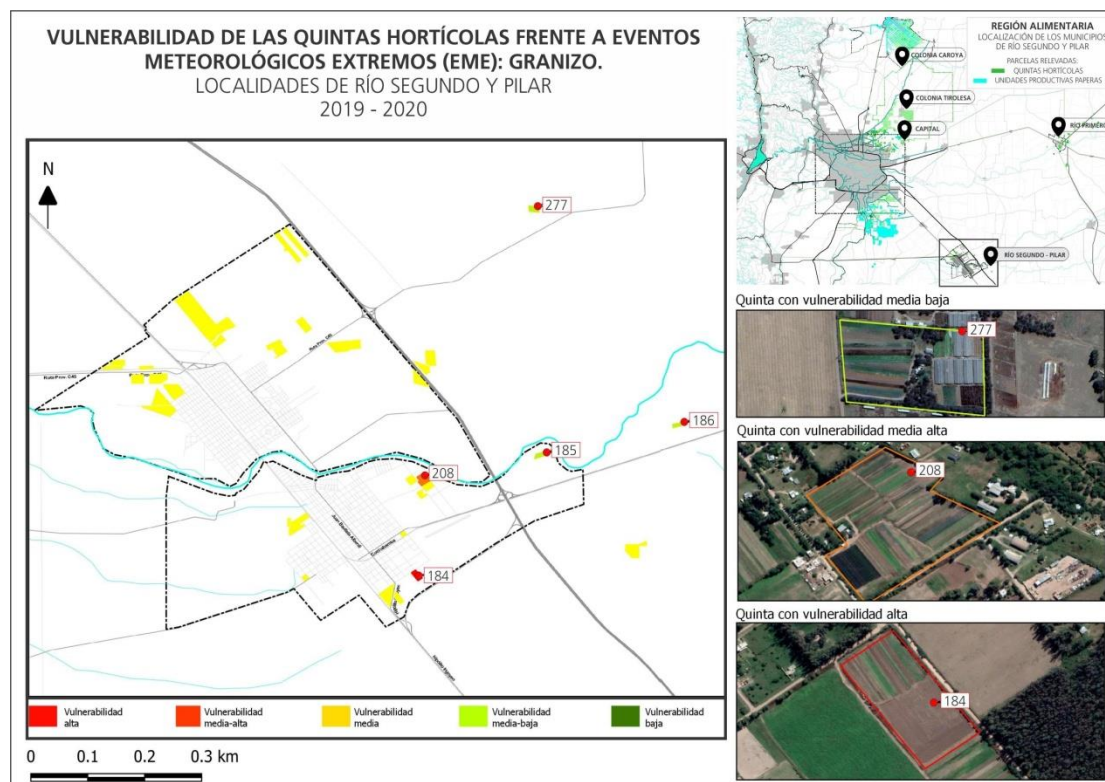 VULNERABILIDAD DE LAS QUINTAS HORTÍCOLAS FRENTE A EVENTOS
METEOROLÓGICOS EXTREMOS (EME): GRANIZO.
LOCALIDADES DE RÍO SEGUNDO Y PILAR
2019 - 2020
N
277
186
185
208
184
Vulnerabilidad
alta
Vulnerabilidad
media-alta
Vulnerabilidad
media
Vulnerabilidad
media-baja
Vulnerabilidad
baja
0 0.1 0.2 0.3 km
REGIÓN ALIMENTARIA
LOCALIZACIÓN DE LOS MUNICIPIOS
DE RÍO SEGUNDO Y PILAR
PARCELAS RELEVADAS:
QUINTAS HORTÍCOLAS
UNIDADES PRODUCTIVAS PAPERAS
COLONIA CAROYA
COLONIA TIROLESA
CAPITAL
RÍO PRIMERO
RÍO SEGUNDO - PILAR
Quinta con vulnerabilidad media baja
277
Quinta con vulnerabilidad media alta
208
Quinta con vulnerabilidad alta
184